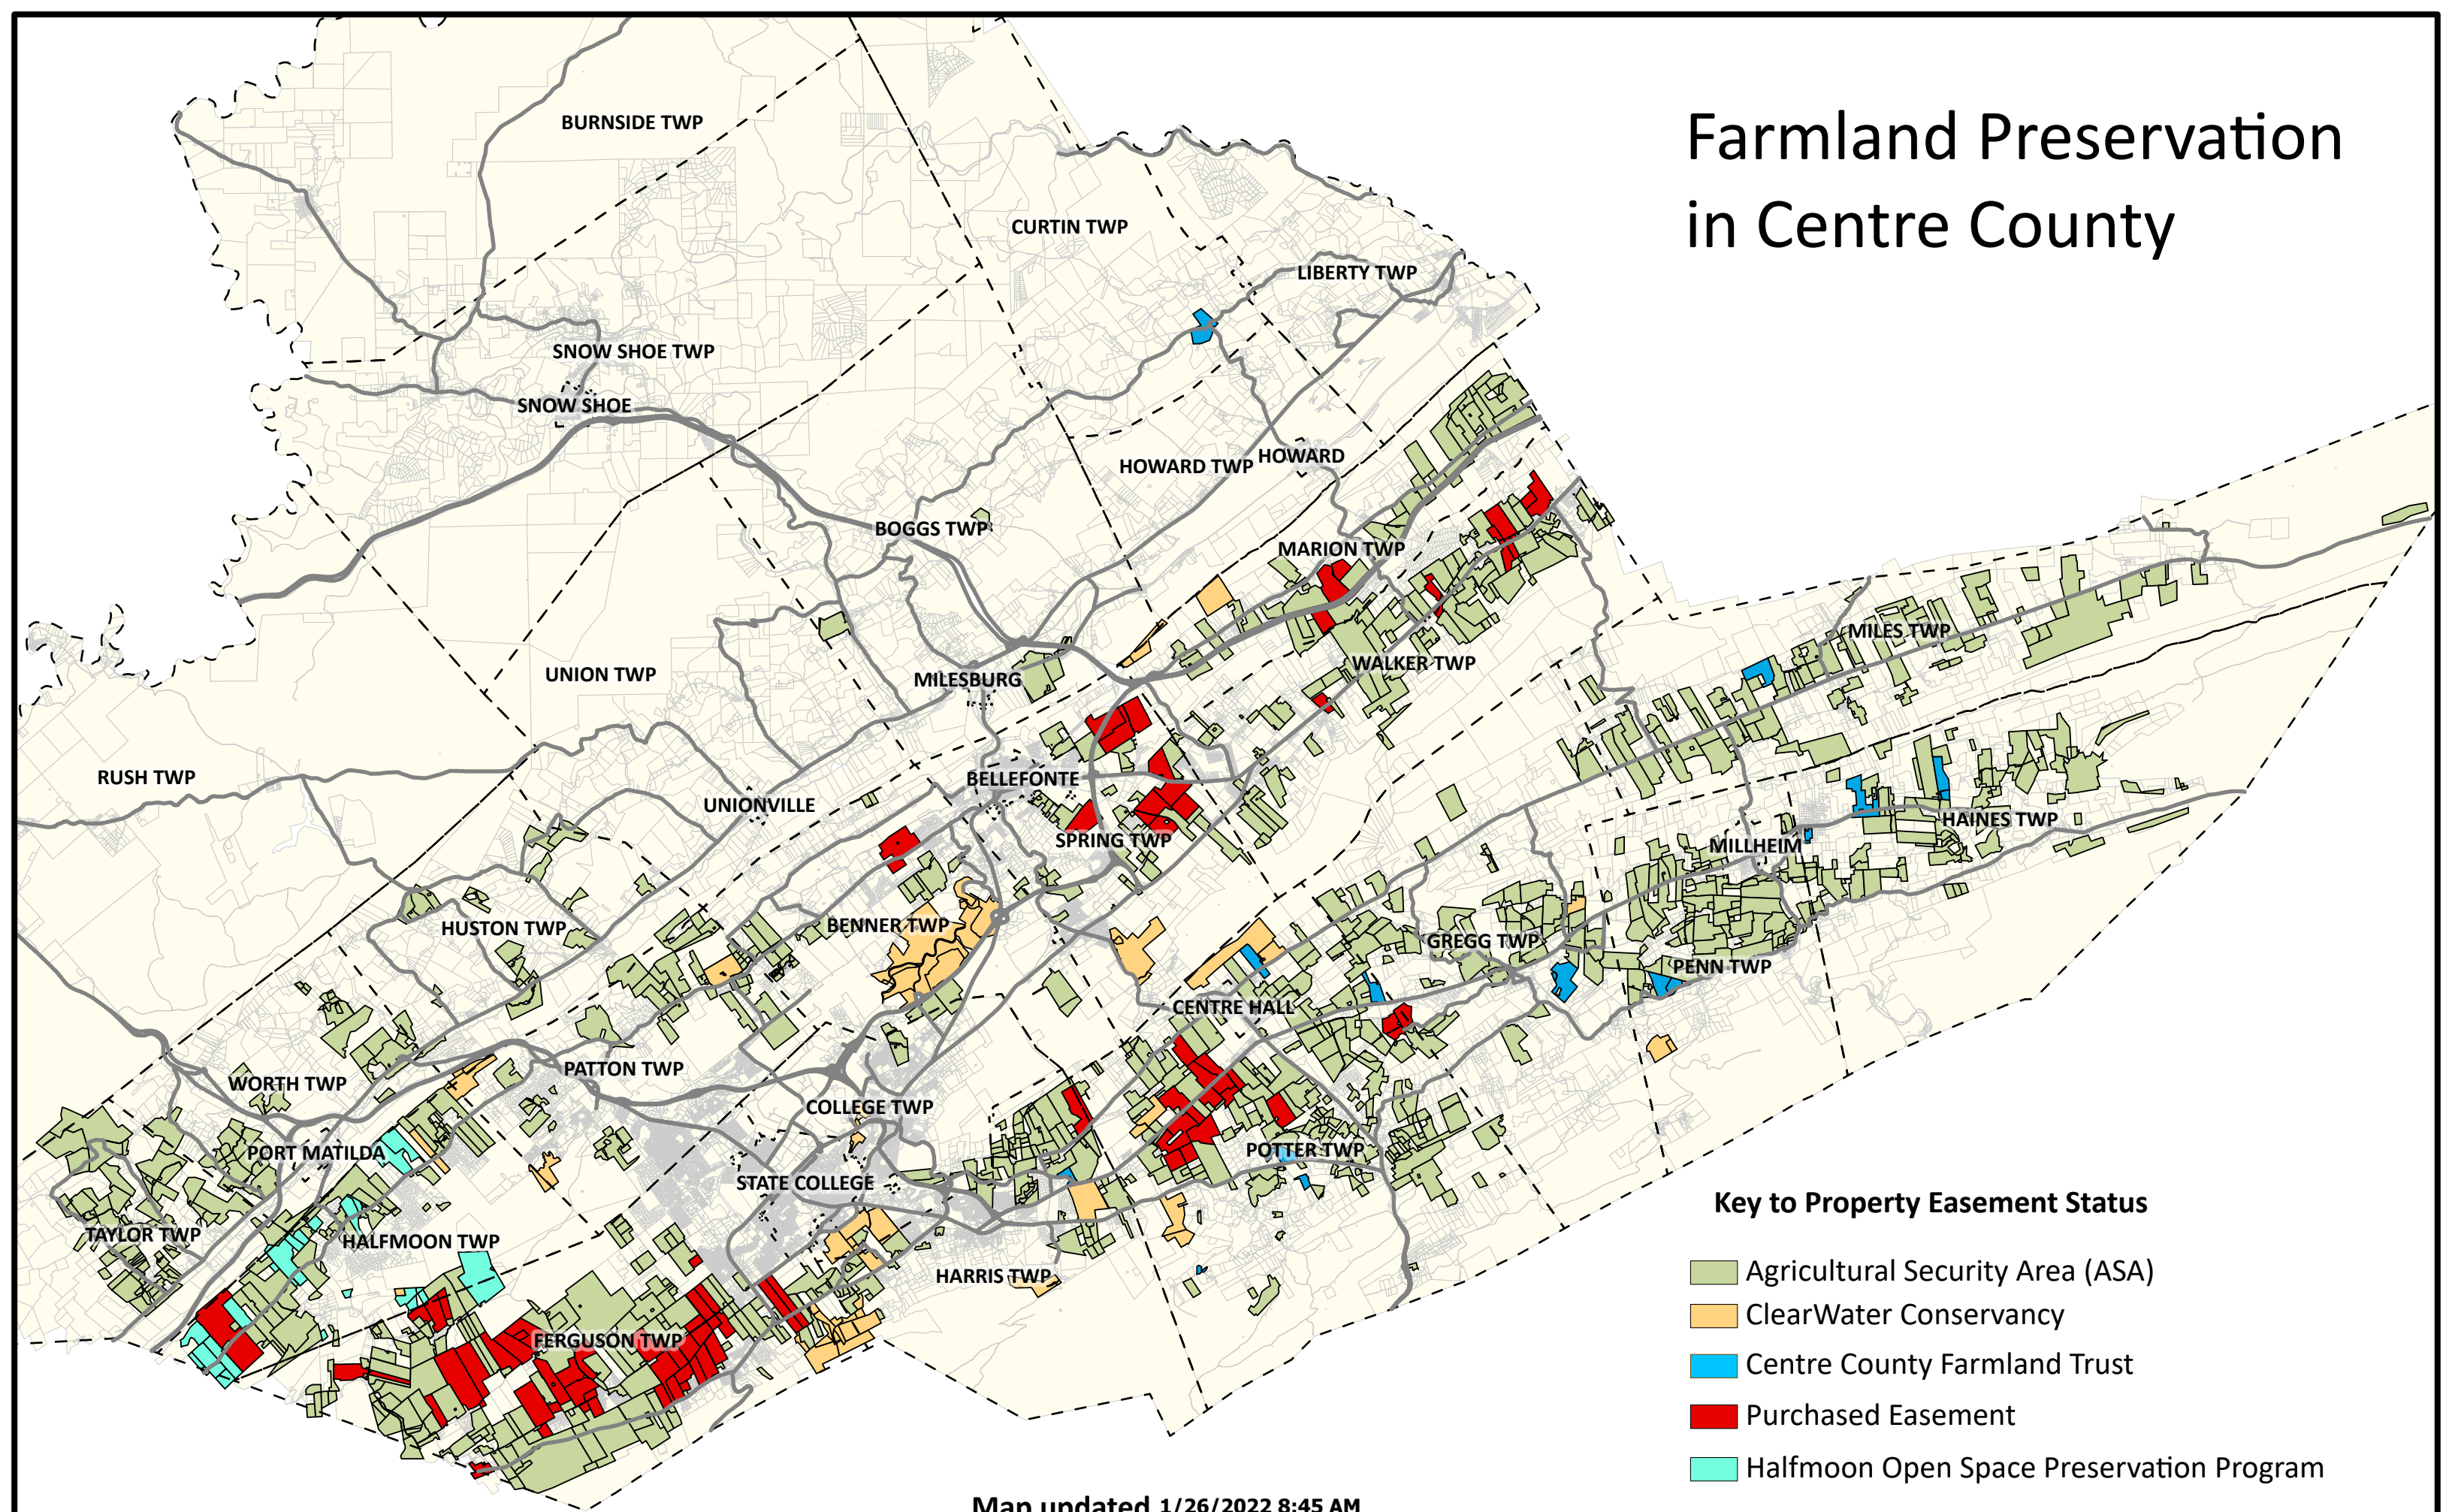 Farmland Preservation
in Centre County
BURNSIDE TWP
CURTIN TWP
LIBERTY TWP
SNOW SHOE TWP
SNOW SHOE
HOWARD TWP
HOWARD
BOGGS TWP
MARION TWP
MILES TWP
WALKER TWP
UNION TWP
MILESBURG
RUSH TWP
BELLEFONTE
UNIONVILLE
HAINES TWP
SPRING TWP
MILLHEIM
BENNER TWP
HUSTON TWP
GREGG TWP
PENN TWP
CENTRE HALL
PATTON TWP
WORTH TWP
COLLEGE TWP
PORT MATILDA
POTTER TWP
STATE COLLEGE
TAYLOR TWP
HALFMOON TWP
HARRIS TWP
FERGUSON TWP
Key to Property Easement Status
Agricultural Security Area (ASA)
ClearWater Conservancy
Centre County Farmland Trust
Purchased Easement
Halfmoon Open Space Preservation Program
Map updated 1/26/2022 8:45 AM